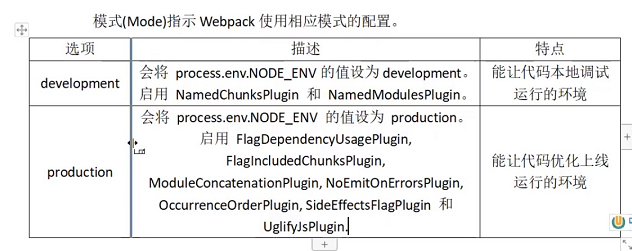 模式(Mode)指示 Webpack 使用相应模式的配置。
选项 描述 特点
development
会将 process.env.NODE_ENV 的值设为 development。
启用 NamedChunksPlugin 和 NamedModulesPlugin。
能让代码本地调试
运行的环境
production
会将 process.env.NODE_ENV 的值设为 production。
启用 FlagDependencyUsagePlugin,
FlagIncludedChunksPlugin,
ModuleConcatenationPlugin, NoEmitOnErrorsPlugin,
OccurrenceOrderPlugin, SideEffectsFlagPlugin 和
UglifyJsPlugin.
能让代码优化上线
运行的环境